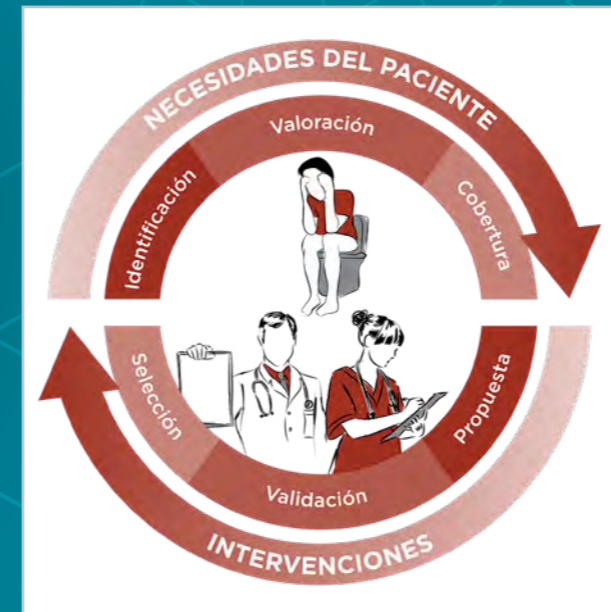 NECESIDADES DEL PACIENTE
Identificación
Valoración
Cobertura
Propuesta
Validación
Selección
INTERVENCIONES